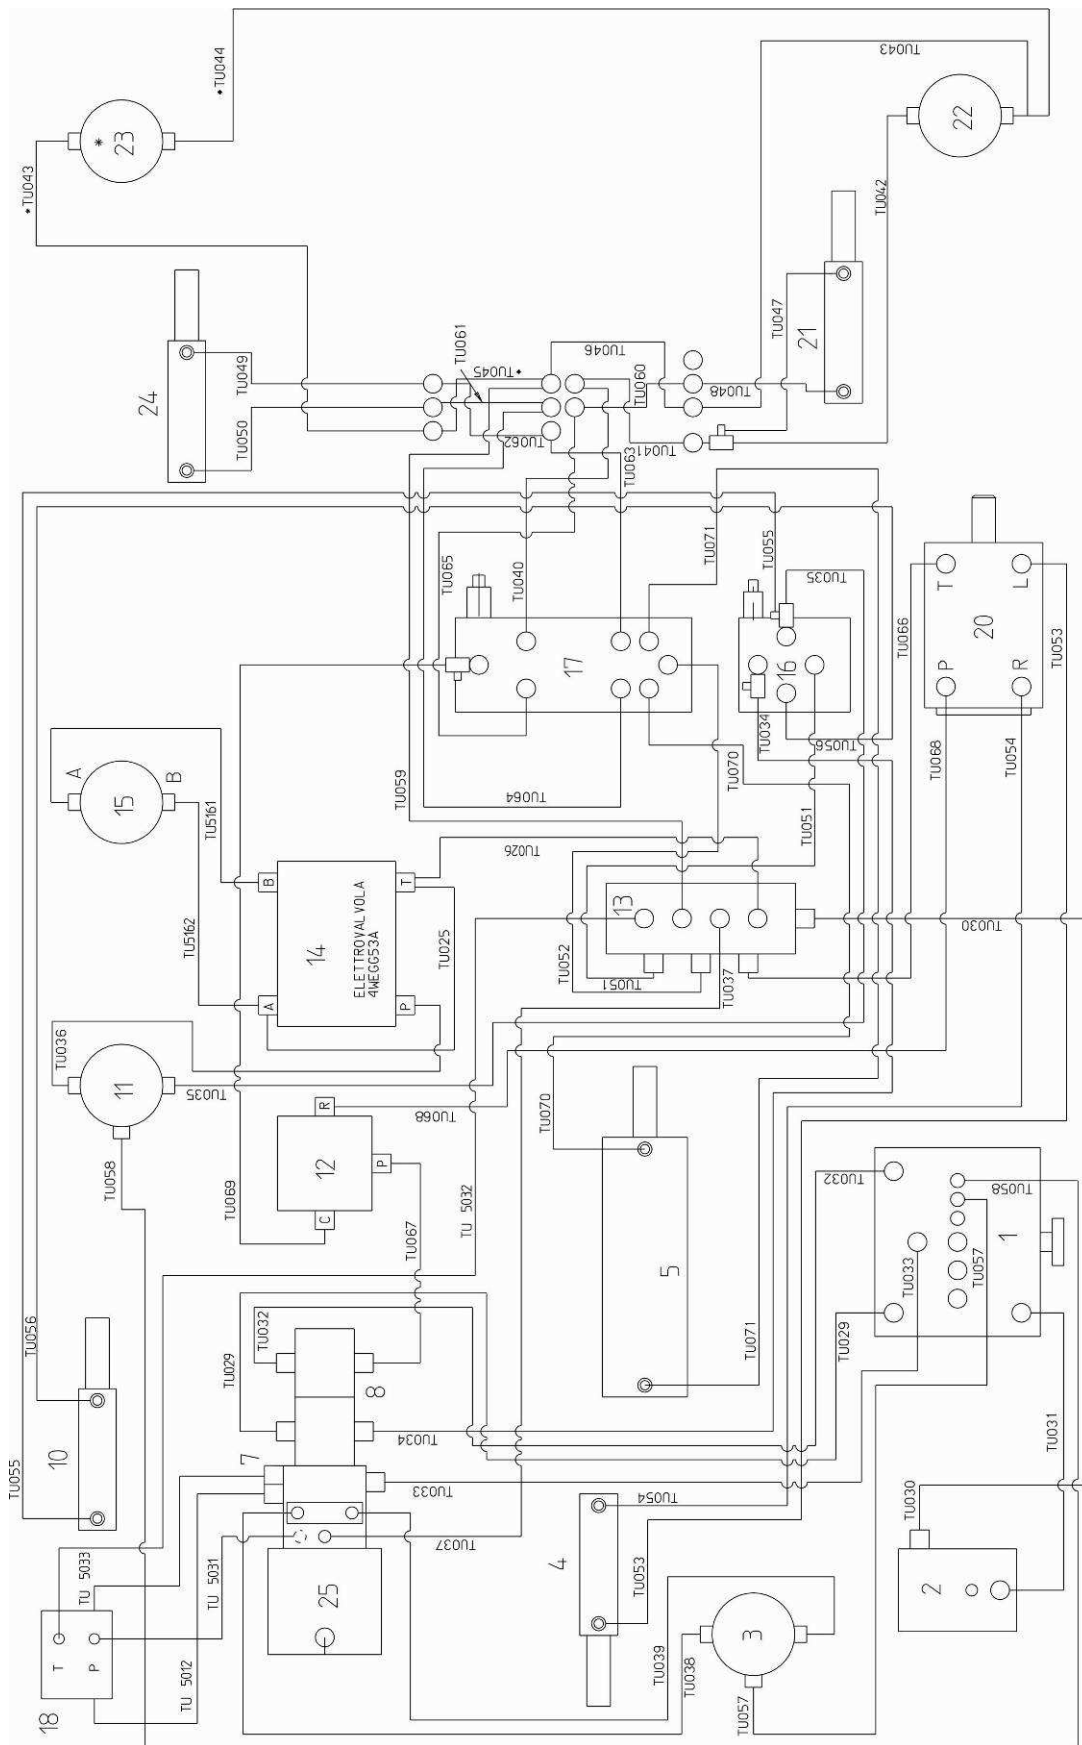 *TU044
TU043
23
*
22
*TU043
TU042
24
TU049
TU050
TU061
*TU045
TU046
TU060
TU062
TU063
TU041
TU048
TU047
21
TU065
TU040
TU071
TU055
TU035
17
16
TU034
TU056
TU066
T
L
20
P
R
TU053
TU068
TU054
A
15
B
TU5161
TU5162
TU059
TU064
TU070
TU051
TU026
B
T
14
ELETTROVALVOLA
4WEGG53A
A
P
TU025
13
TU052
TU051
TU037
TU030
TU036
11
TU035
TU058
R
12
P
C
TU068
TU069
TU067
TU 5032
TU070
5
TU071
TU032
TU058
1
TU033
TU057
TU029
TU056
10
TU055
TU032
TU029
8
7
TU034
TU033
TU037
TU031
TU030
2
TU054
4
TU053
TU 5033
TU 5031
25
T
P
18
TU 5012
TU039
TU038
3
TU057